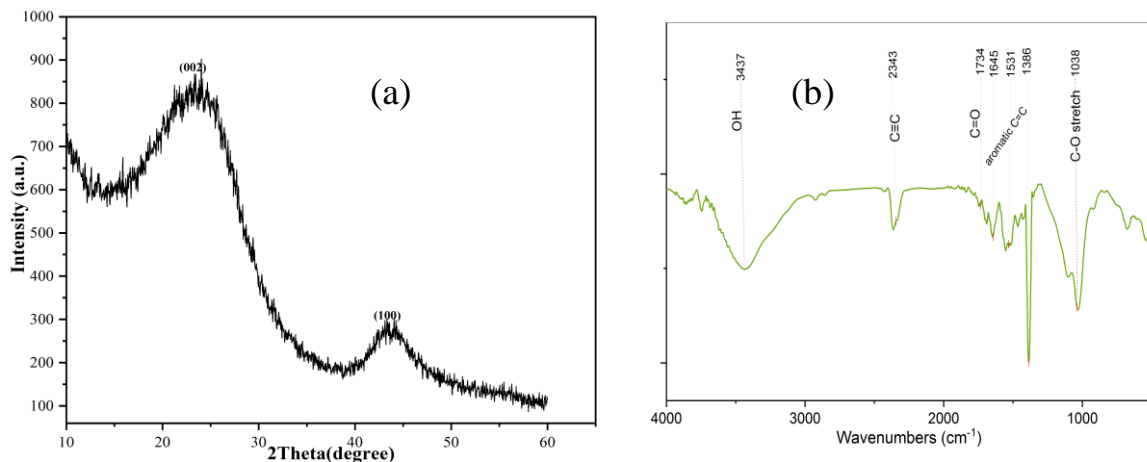 1000
900
800
700
600
500
400
300
200
100
Intensity (a.u.)
(002)
(a)
(100)
10
20
30
40
50
60
2Theta(degree)
3437
2343
1734
1645
1531
1386
1038
(b)
OH
C≡C
C=O
aromatic C=C
C-O stretch
4000
3000
2000
1000
Wavenumbers (cm⁻¹)